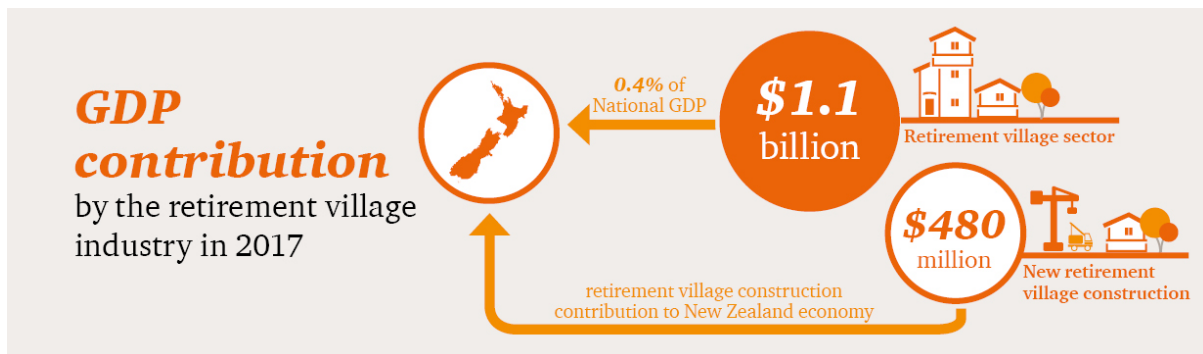 GDP
contribution
by the retirement village
industry in 2017
0.4% of
National GDP
$1.1
billion
Retirement village sector
$480
million
New retirement
village construction
retirement village construction
contribution to New Zealand economy